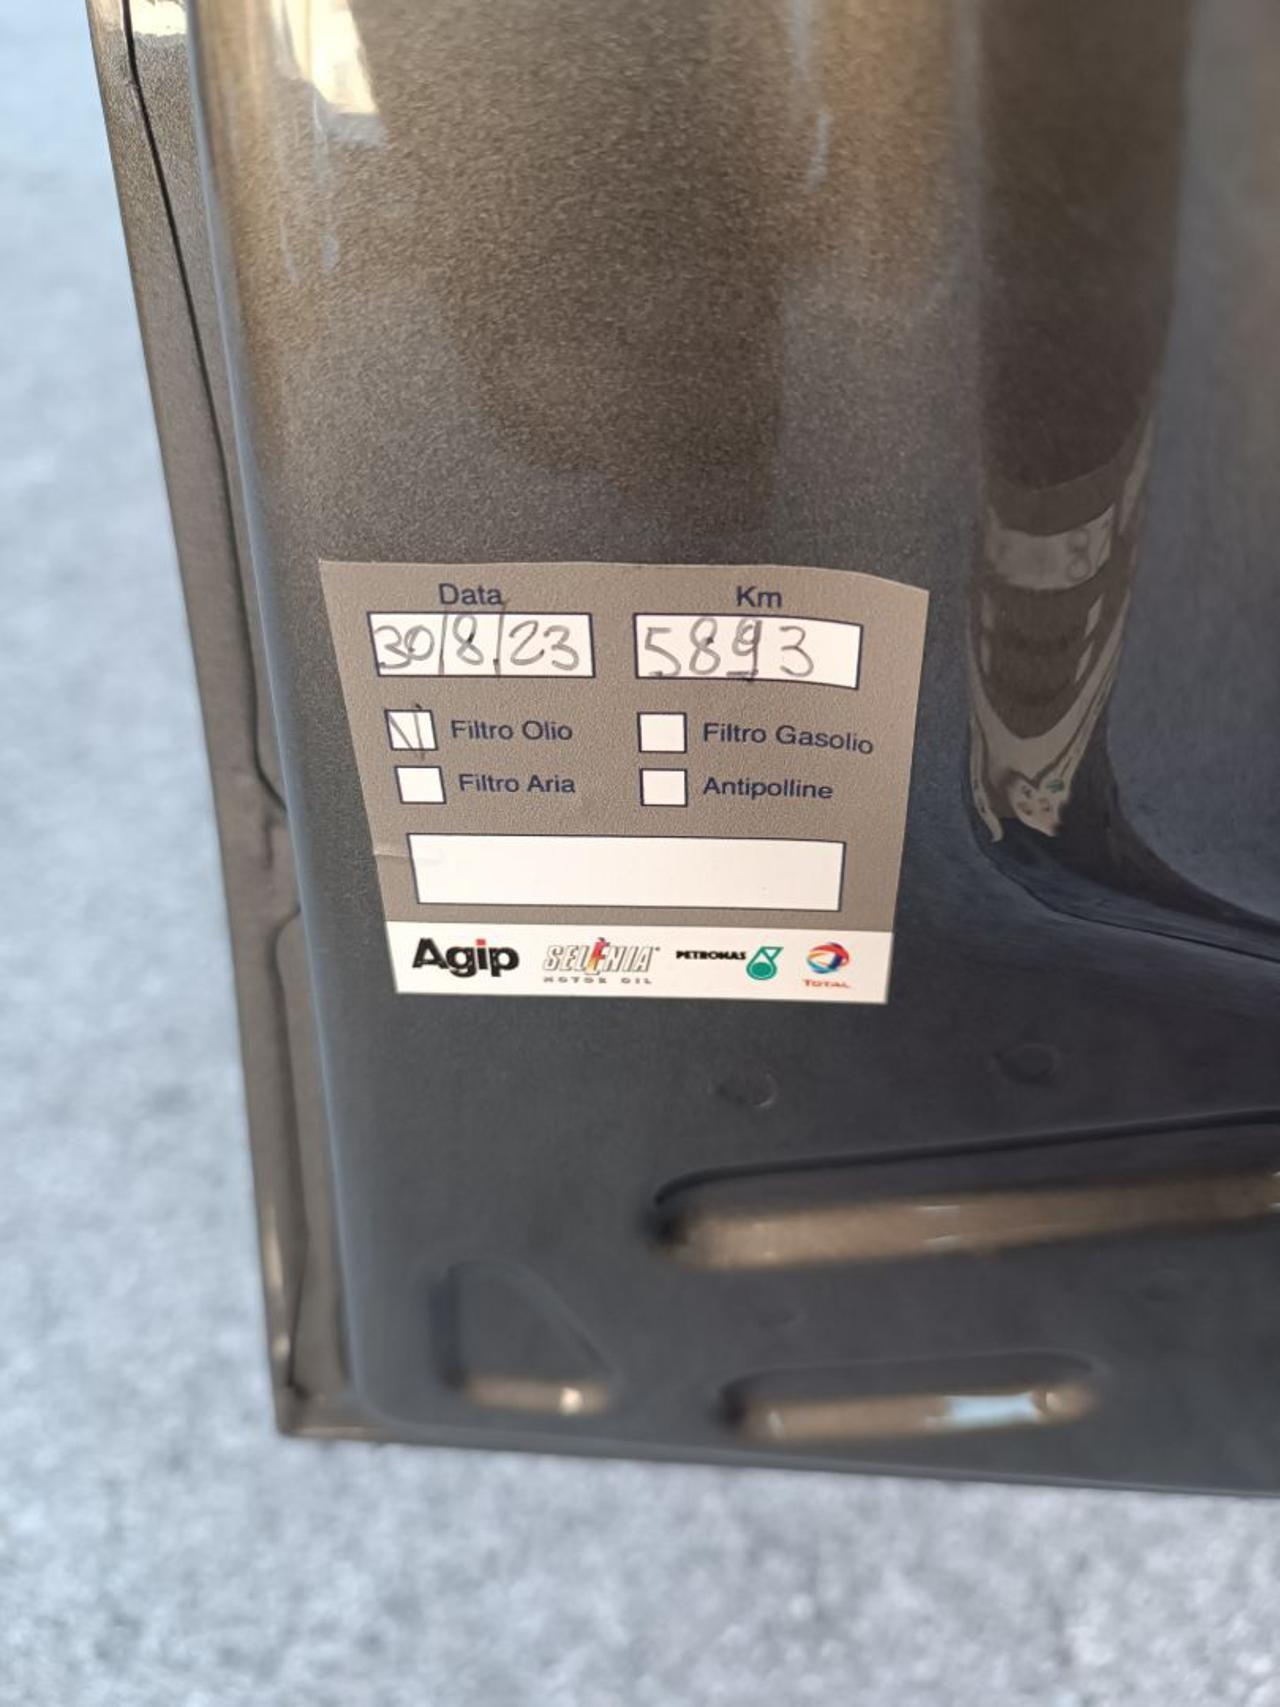 Data Km
30/8/23 5893
Filtro Olio Filtro Gasolio
Filtro Aria Antipolline
Agip SELENIA MOTOR OIL PETRONAS TOTAL